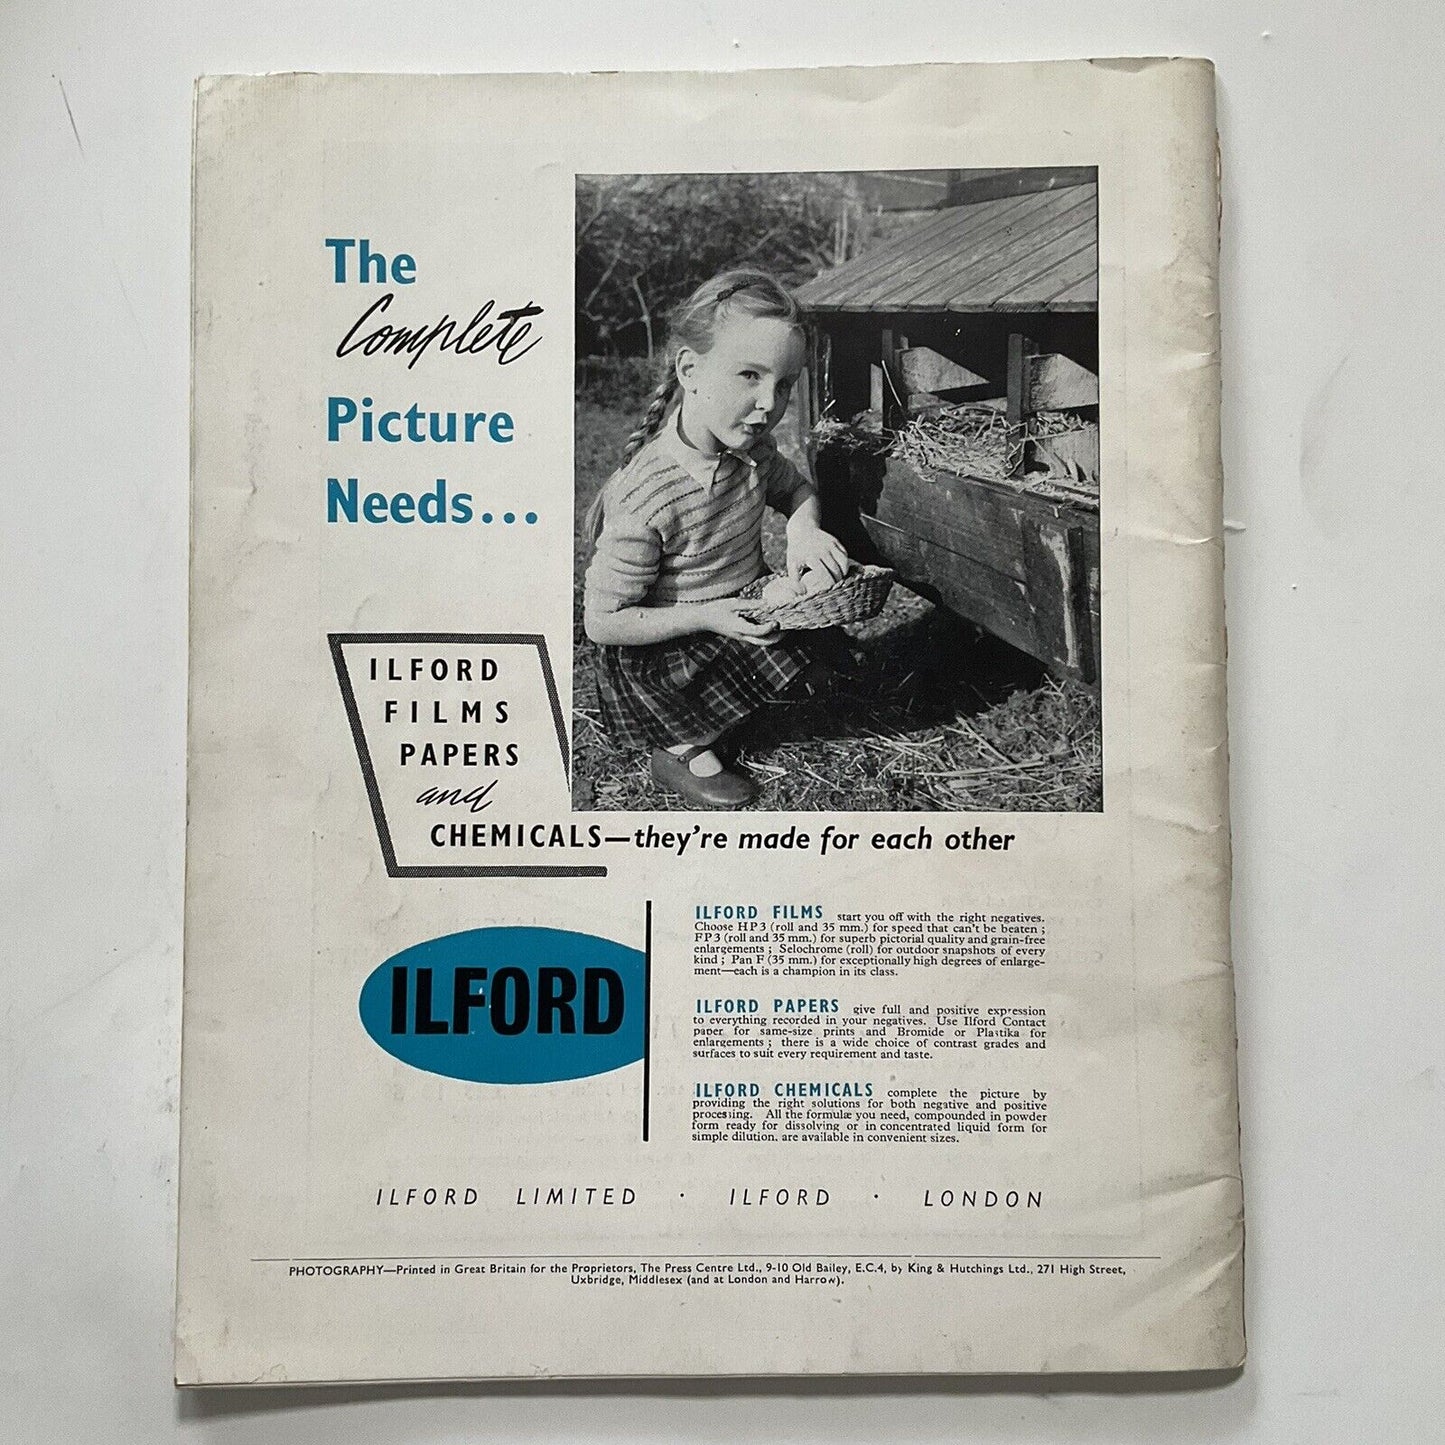 The
Complete
Picture
Needs...
ILFORD
FILMS
PAPERS
and
CHEMICALS—they're made for each other
ILFORD
ILFORD FILMS start you off with the right negatives.
Choose HP3 (roll and 35 mm.) for speed that can't be beaten ;
FP3 (roll and 35 mm.) for superb pictorial quality and grain-free
enlargements ; Selochrome (roll) for outdoor snapshots of every
kind ; Pan F (35 mm.) for exceptionally high degrees of enlarge-
ment—each is a champion in its class.
ILFORD PAPERS give full and positive expression
to everything recorded in your negatives. Use Ilford Contact
paper for same-size prints and Bromide or Plastika for
enlargements ; there is a wide choice of contrast grades and
surfaces to suit every requirement and taste.
ILFORD CHEMICALS complete the picture by
providing the right solutions for both negative and positive
processing. All the formulæ you need, compounded in powder
form ready for dissolving or in concentrated liquid form for
simple dilution, are available in convenient sizes.
ILFORD LIMITED · ILFORD · LONDON
PHOTOGRAPHY—Printed in Great Britain for the Proprietors, The Press Centre Ltd., 9-10 Old Bailey, E.C.4, by King & Hutchings Ltd., 271 High Street,
Uxbridge, Middlesex (and at London and Harrow).